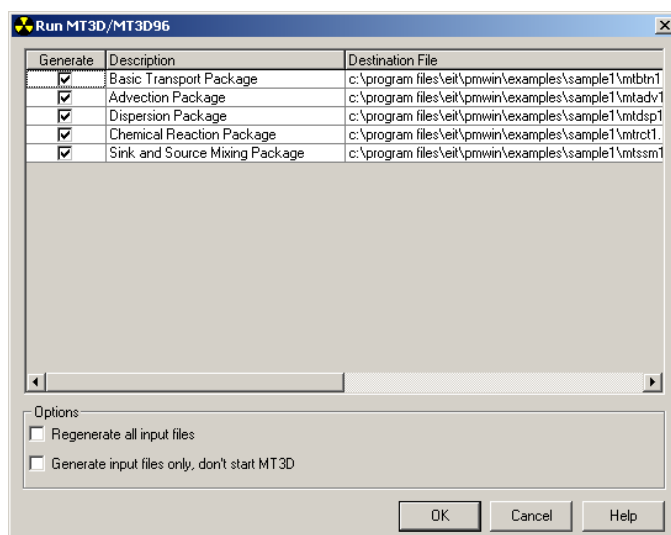 Run MT3D/MT3D96
Generate Description Destination File
Basic Transport Package c:\program files\eit\pmwin\examples\sample1\mtbtn1
Advection Package c:\program files\eit\pmwin\examples\sample1\mtadv1
Dispersion Package c:\program files\eit\pmwin\examples\sample1\mtdsp1
Chemical Reaction Package c:\program files\eit\pmwin\examples\sample1\mtrct1.
Sink and Source Mixing Package c:\program files\eit\pmwin\examples\sample1\mtssm1
Options
Regenerate all input files
Generate input files only, don't start MT3D
OK Cancel Help